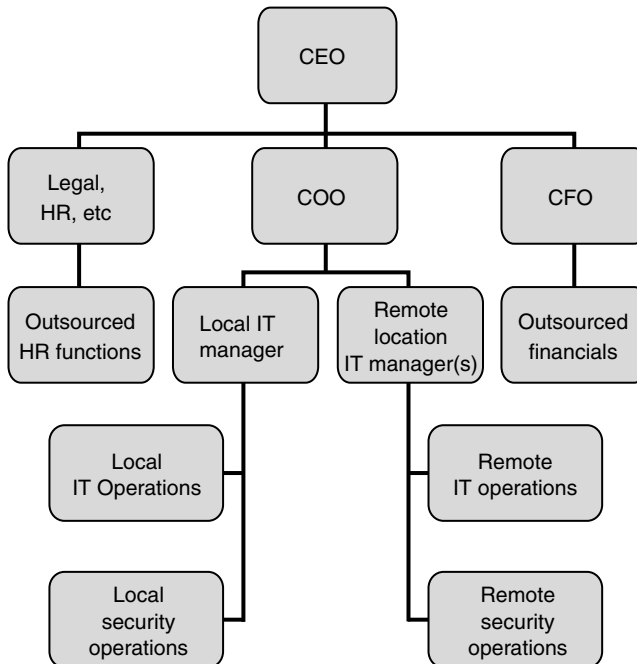 CEO
Legal,
HR, etc
COO
CFO
Outsourced
HR functions
Local IT
manager
Remote
location
IT manager(s)
Outsourced
financials
Local
IT Operations
Remote
IT operations
Local
security
operations
Remote
security
operations